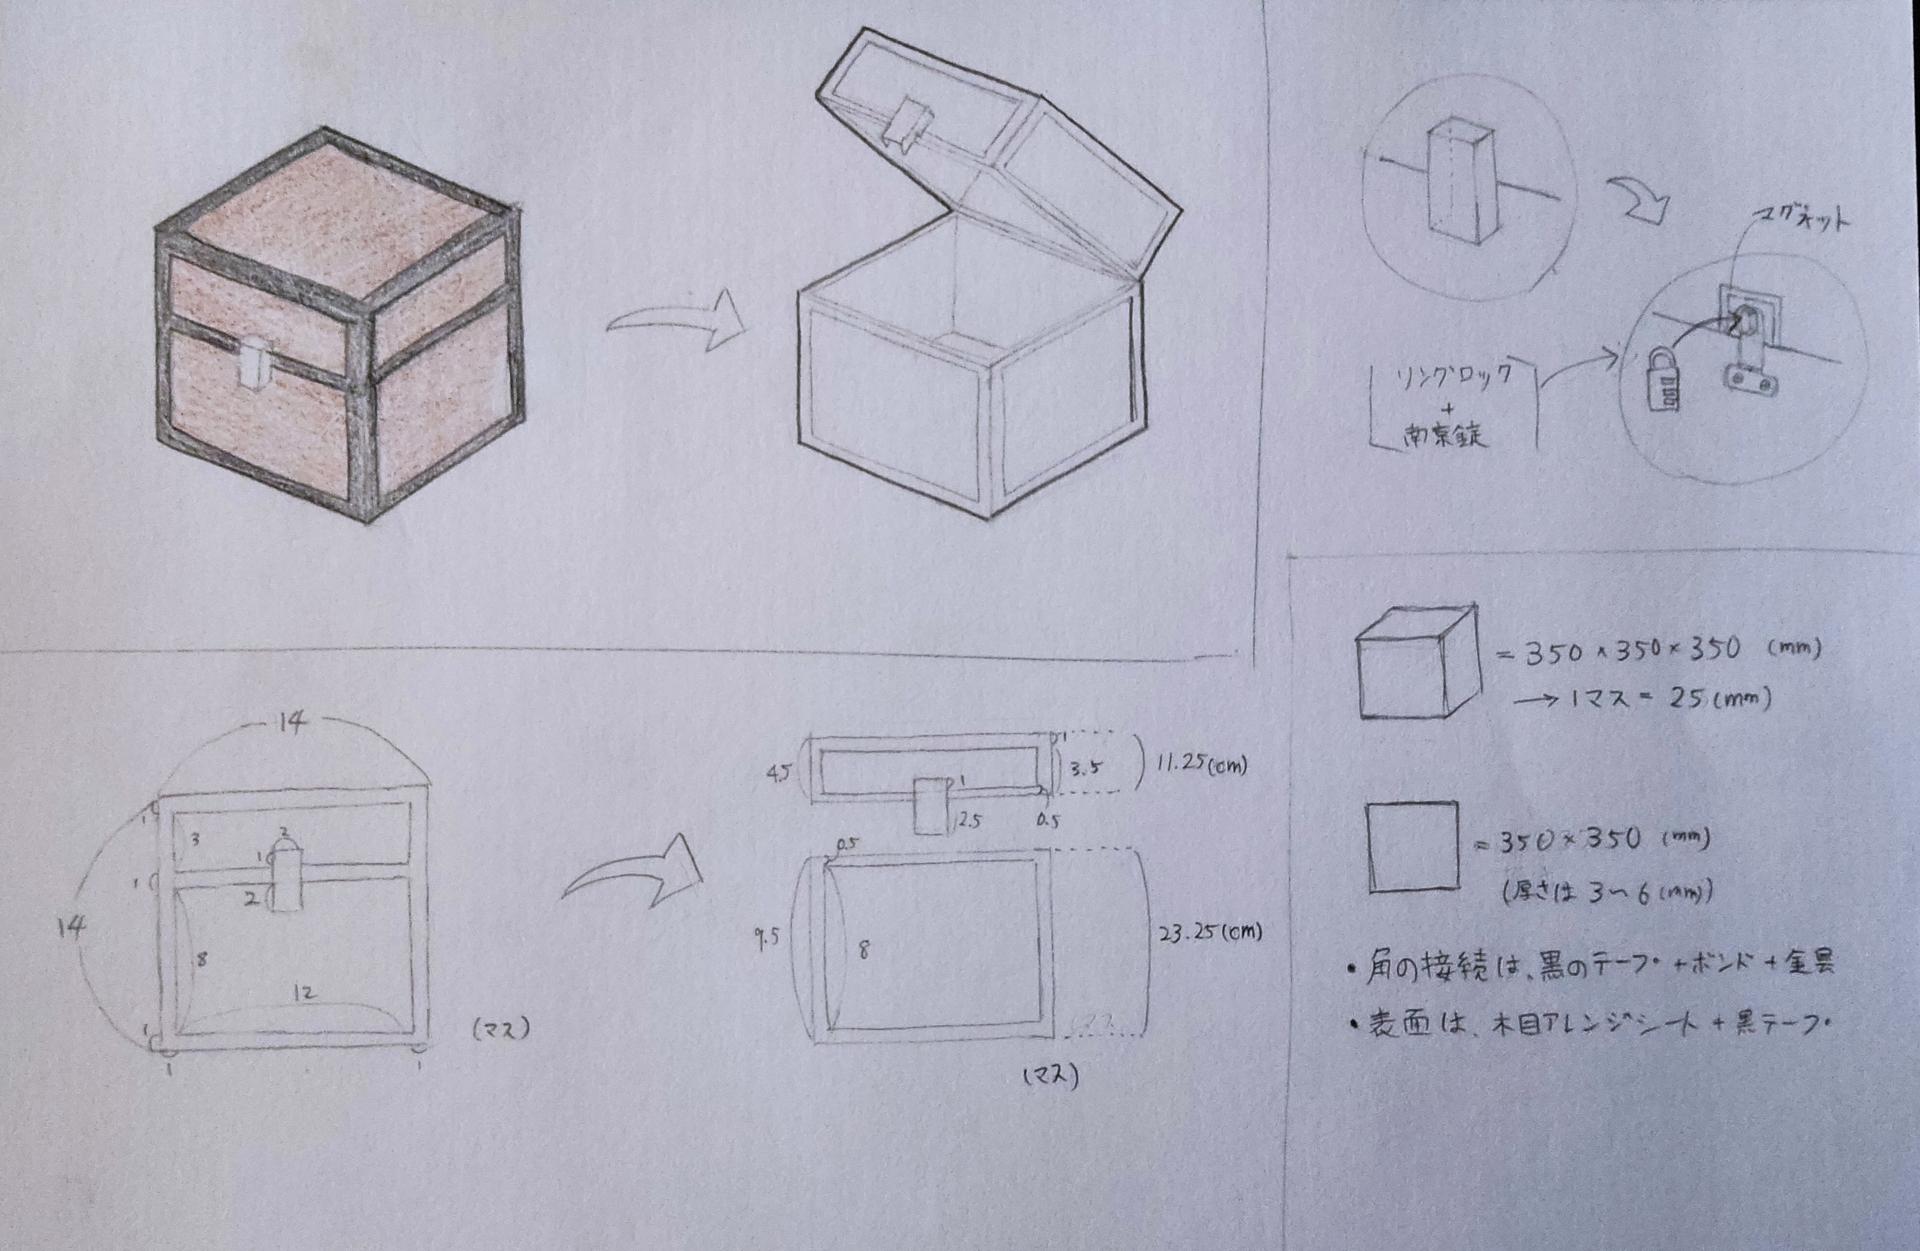 マグネット
リングロック
+
南京錠
= 350 × 350 × 350 (mm)
→ 1マス = 25 (mm)
= 350 × 350 (mm)
(厚さは 3～6 (mm))
・角の接続は、黒のテープ + ボンド + 金具
・表面は、木目アレンジシート + 黒テープ
14
14
1
3
2
1
1
2
8
12
1
1
1
(マス)
4.5
1
3.5
11.25(cm)
1
2.5
0.5
0.5
9.5
8
23.25(cm)
(マス)